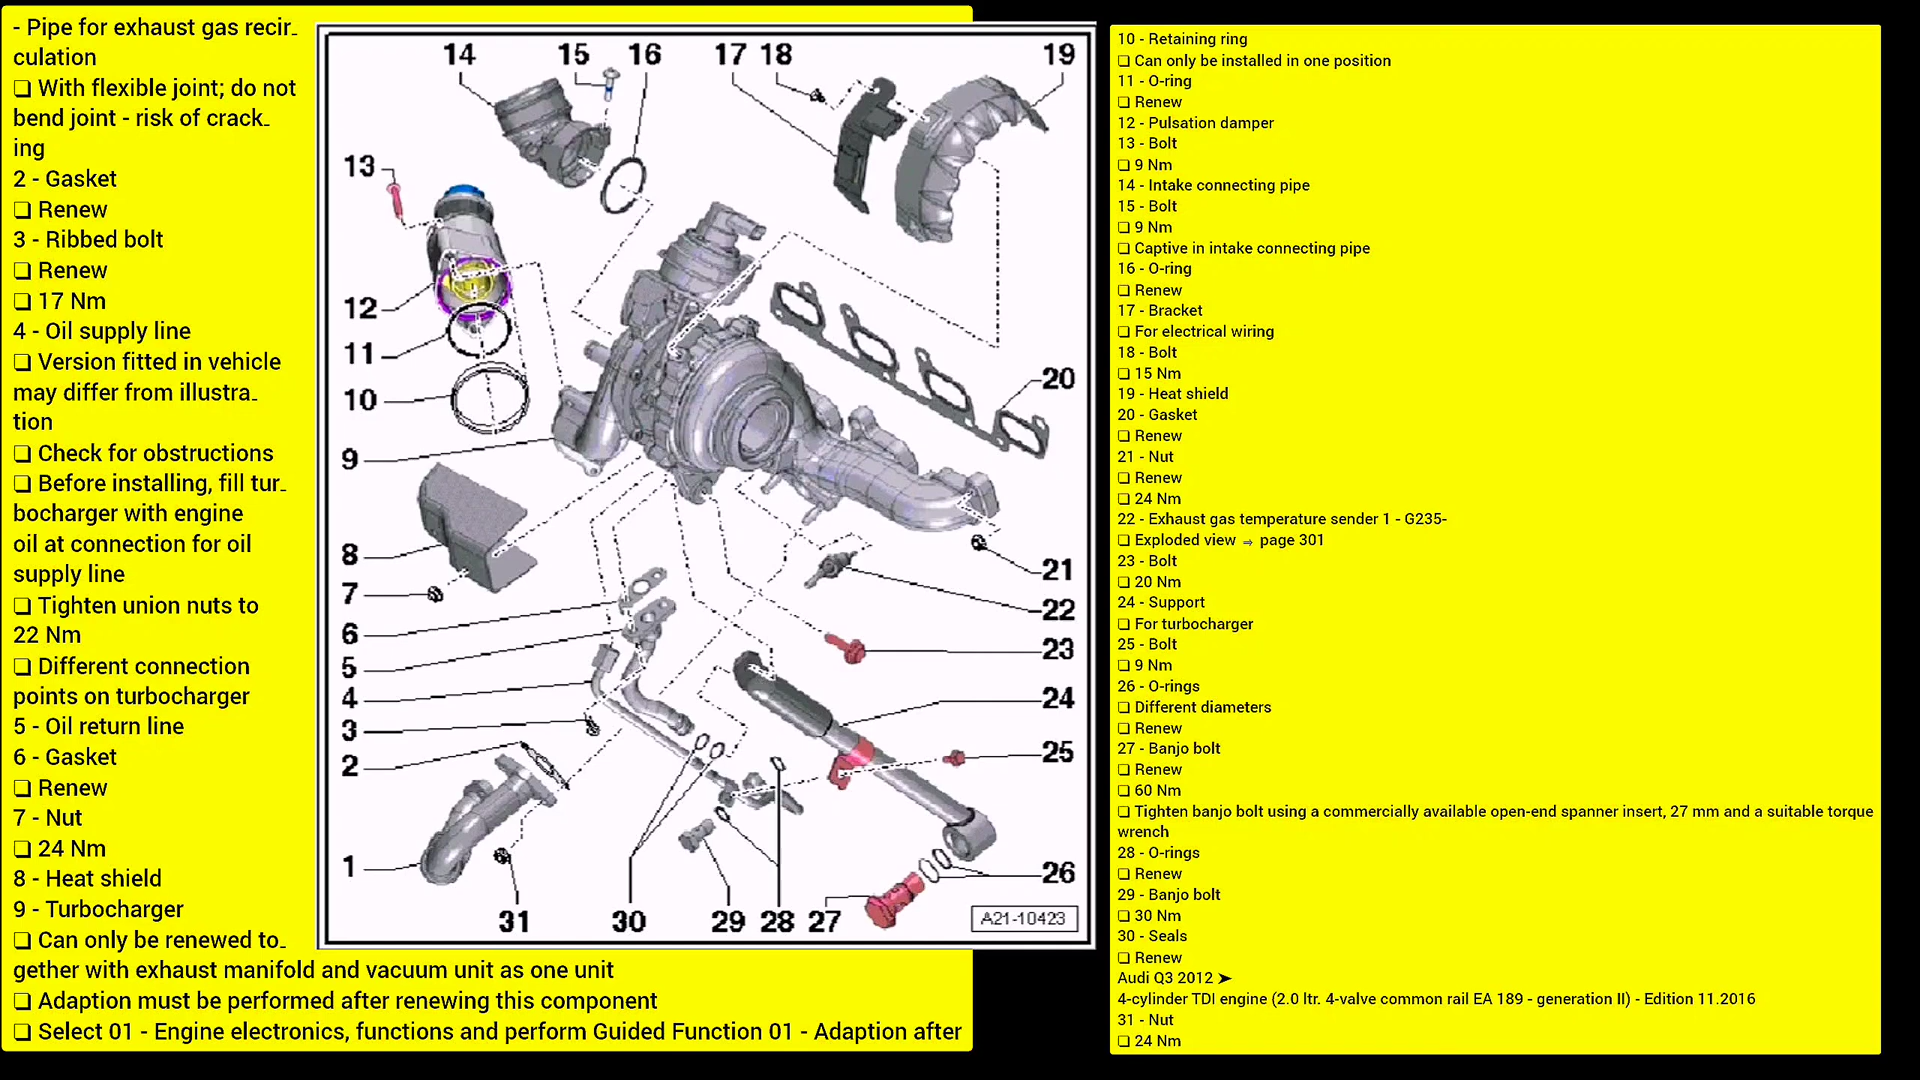 - Pipe for exhaust gas recir_
culation
❏ With flexible joint; do not
bend joint - risk of crack_
ing
2 - Gasket
❏ Renew
3 - Ribbed bolt
❏ Renew
❏ 17 Nm
4 - Oil supply line
❏ Version fitted in vehicle
may differ from illustra_
tion
❏ Check for obstructions
❏ Before installing, fill tur_
bocharger with engine
oil at connection for oil
supply line
❏ Tighten union nuts to
22 Nm
❏ Different connection
points on turbocharger
5 - Oil return line
6 - Gasket
❏ Renew
7 - Nut
❏ 24 Nm
8 - Heat shield
9 - Turbocharger
❏ Can only be renewed to_
gether with exhaust manifold and vacuum unit as one unit
❏ Adaption must be performed after renewing this component
❏ Select 01 - Engine electronics, functions and perform Guided Function 01 - Adaption after
14 15 16 17 18 19
13
12
11
10
9
8
7
6
5
4
3
2
1
20
21
22
23
24
25
26
31 30 29 28 27
A21-10423
10 - Retaining ring
❏ Can only be installed in one position
11 - O-ring
❏ Renew
12 - Pulsation damper
13 - Bolt
❏ 9 Nm
14 - Intake connecting pipe
15 - Bolt
❏ 9 Nm
❏ Captive in intake connecting pipe
16 - O-ring
❏ Renew
17 - Bracket
❏ For electrical wiring
18 - Bolt
❏ 15 Nm
19 - Heat shield
20 - Gasket
❏ Renew
21 - Nut
❏ Renew
❏ 24 Nm
22 - Exhaust gas temperature sender 1 - G235-
❏ Exploded view ⇒ page 301
23 - Bolt
❏ 20 Nm
24 - Support
❏ For turbocharger
25 - Bolt
❏ 9 Nm
26 - O-rings
❏ Different diameters
❏ Renew
27 - Banjo bolt
❏ Renew
❏ 60 Nm
❏ Tighten banjo bolt using a commercially available open-end spanner insert, 27 mm and a suitable torque
wrench
28 - O-rings
❏ Renew
29 - Banjo bolt
❏ 30 Nm
30 - Seals
❏ Renew
Audi Q3 2012 ➤
4-cylinder TDI engine (2.0 ltr. 4-valve common rail EA 189 - generation II) - Edition 11.2016
31 - Nut
❏ 24 Nm